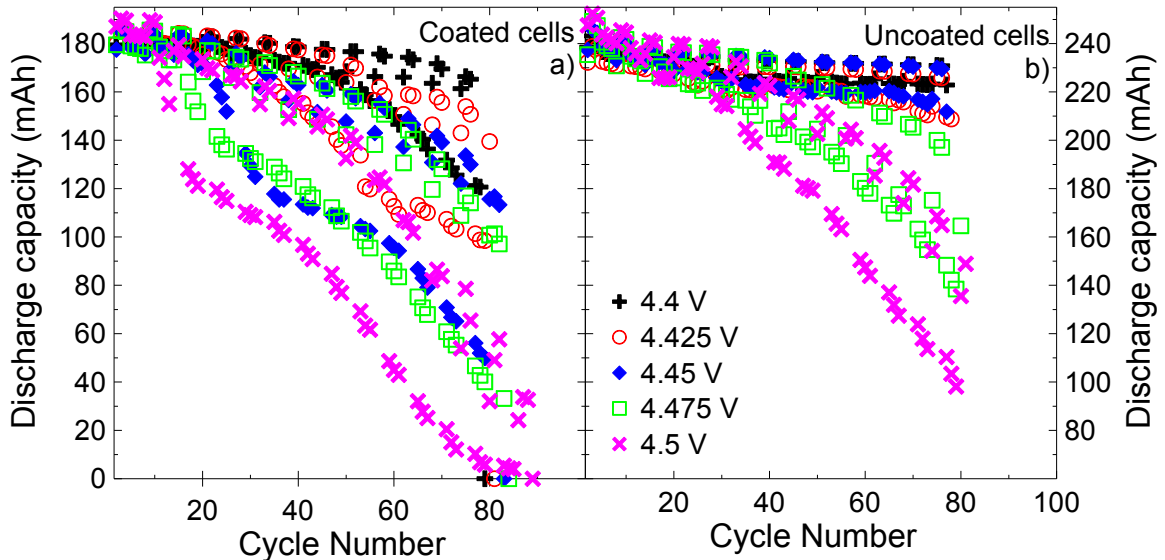 Coated cells
a)
Uncoated cells
b)
Discharge capacity (mAh)
180
160
140
120
100
80
60
40
20
0
20
40
60
80
Cycle Number
4.4 V
4.425 V
4.45 V
4.475 V
4.5 V
20
40
60
80
100
Cycle Number
240
220
200
180
160
140
120
100
80
Discharge capacity (mAh)